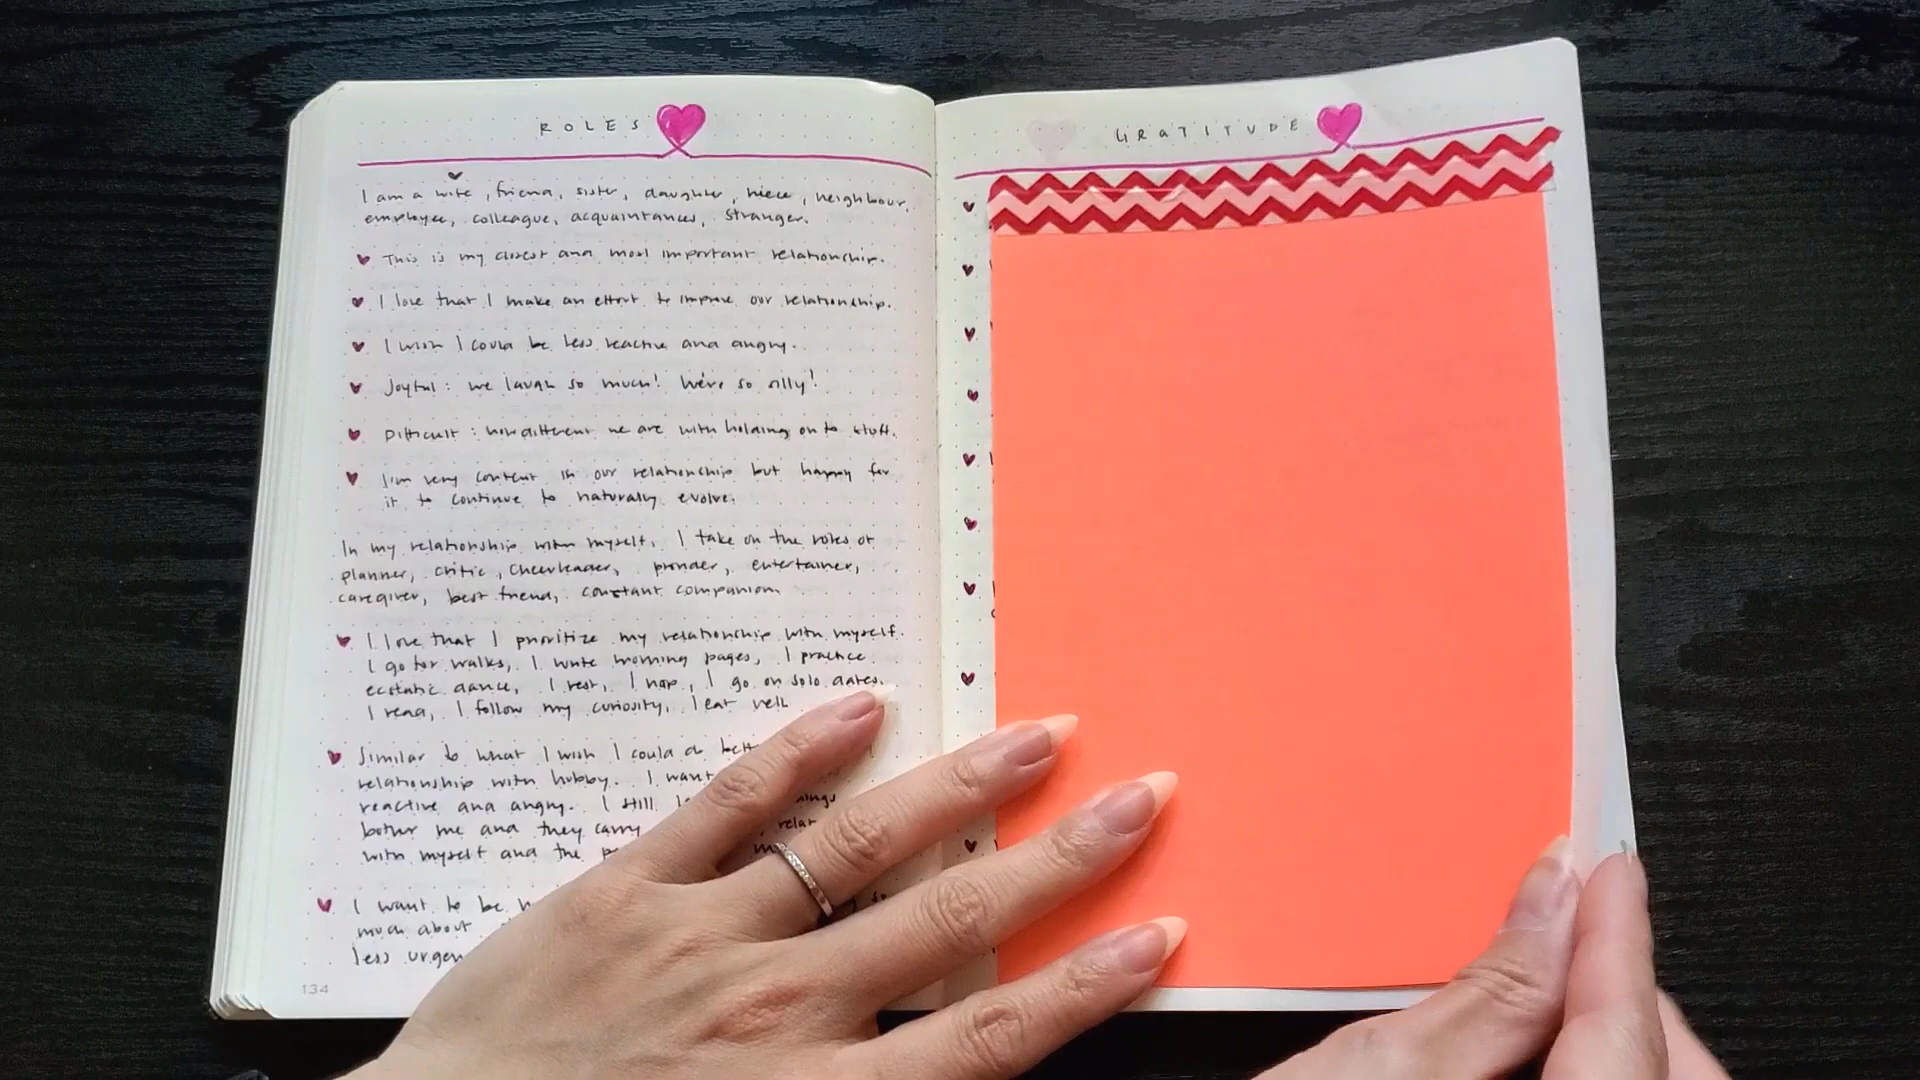 ROLES
I am a wife, friend, sister, daughter, niece, neighbour,
employee, colleague, acquaintances, stranger.
This is my closest and most important relationship.
I love that I make an effort to improve our relationship.
I wish I could be less reactive and angry.
Joyful: we laugh so much! We're so silly!
Difficult: how different we are with holding on to stuff.
I'm very content in our relationship but happy for
it to continue to naturally evolve.
In my relationship with myself, I take on the roles of
planner, critic, cheerleader, provider, entertainer,
caregiver, best friend, constant companion.
I love that I prioritize my relationship with myself.
I go for walks, I write morning pages, I practice
ecstatic dance, I rest, I nap, I go on solo dates,
I read, I follow my curiosity, I eat well
Similar to what I wish I could do
relationship with hubby. I want
reactive and angry. I still
bother me and they carry
with myself and the
I want to be
much about
less
134
GRATITUDE